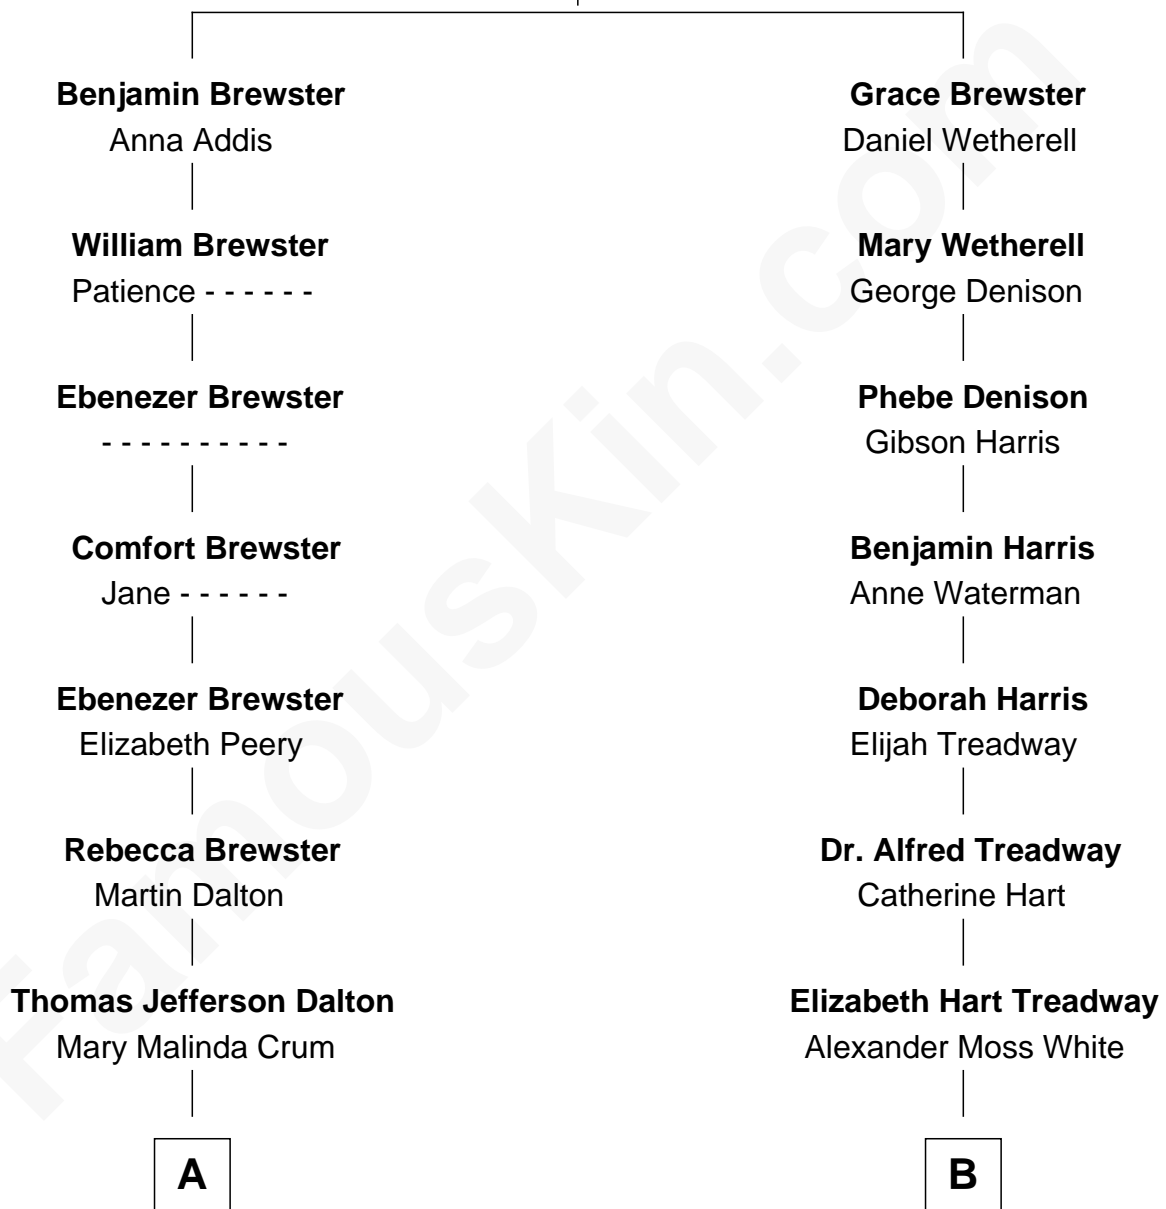 Benjamin Brewster
Anna Addis
William Brewster
Patience - - - - - -
Ebenezer Brewster
- - - - - - - - - -
Comfort Brewster
Jane - - - - - -
Ebenezer Brewster
Elizabeth Peery
Rebecca Brewster
Martin Dalton
Thomas Jefferson Dalton
Mary Malinda Crum
A
Grace Brewster
Daniel Wetherell
Mary Wetherell
George Denison
Phebe Denison
Gibson Harris
Benjamin Harris
Anne Waterman
Deborah Harris
Elijah Treadway
Dr. Alfred Treadway
Catherine Hart
Elizabeth Hart Treadway
Alexander Moss White
B
FamousKin.com